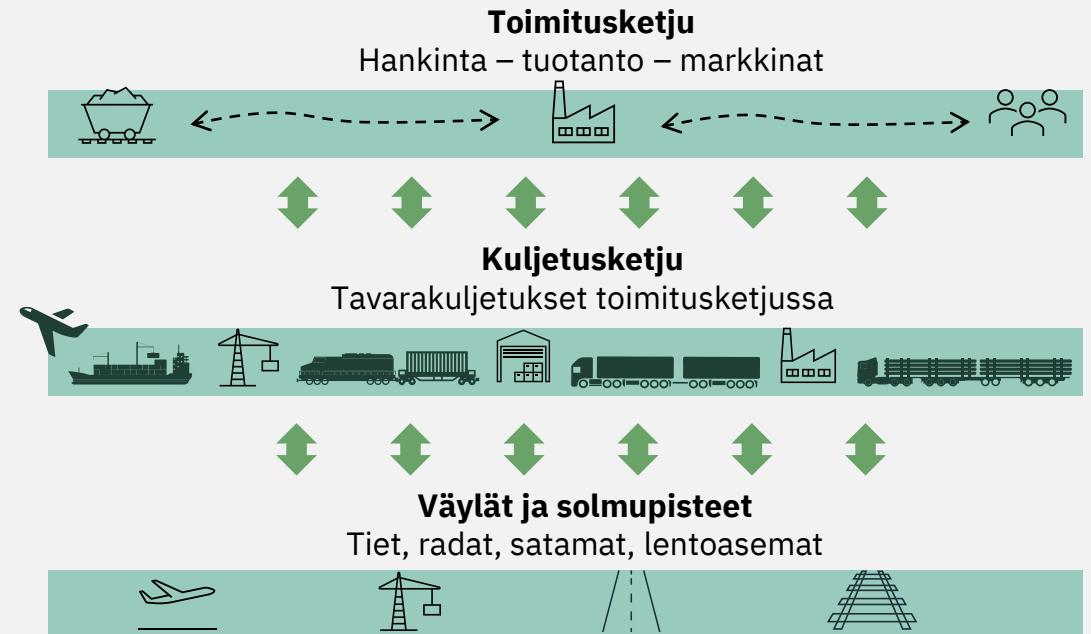 Toimitusketju
Hankinta – tuotanto – markkinat
Kuljetusketju
Tavarakuljetukset toimitusketjussa
Väylät ja solmupisteet
Tiet, radat, satamat, lentoasemat